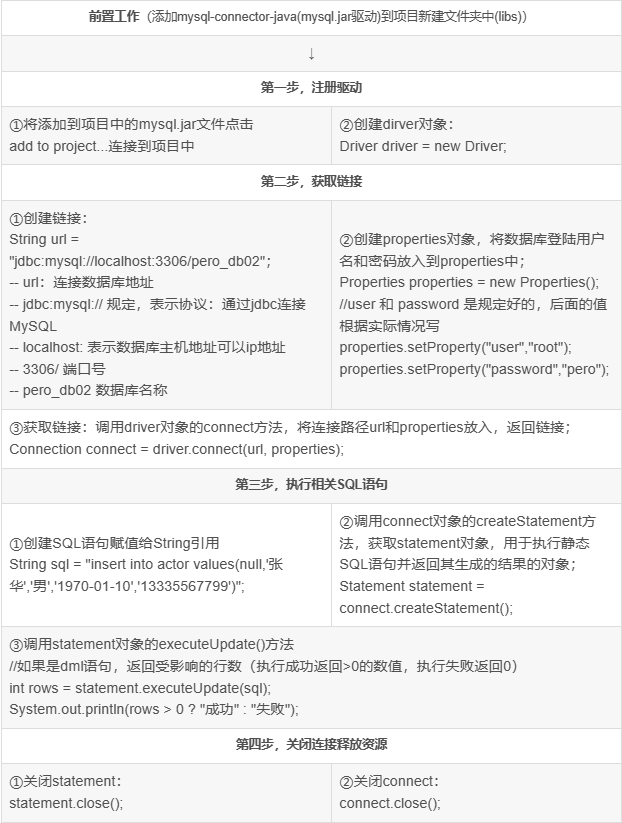 前置工作（添加mysql-connector-java(mysql.jar驱动)到项目新建文件夹中(libs)）
↓
第一步，注册驱动
①将添加到项目中的mysql.jar文件点击
add to project...连接到项目中
②创建dirver对象：
Driver driver = new Driver;
第二步，获取链接
①创建链接：
String url =
"jdbc:mysql://localhost:3306/pero_db02"；
-- url：连接数据库地址
-- jdbc:mysql:// 规定，表示协议：通过jdbc连接
MySQL
-- localhost: 表示数据库主机地址可以ip地址
-- 3306/ 端口号
-- pero_db02 数据库名称
②创建properties对象，将数据库登陆用户
名和密码放入到properties中；
Properties properties = new Properties();
//user 和 password 是规定好的，后面的值
根据实际情况写
properties.setProperty("user","root");
properties.setProperty("password","pero");
③获取链接：调用driver对象的connect方法，将连接路径url和properties放入，返回链接；
Connection connect = driver.connect(url, properties);
第三步，执行相关SQL语句
①创建SQL语句赋值给String引用
String sql = "insert into actor values(null,'张
华','男','1970-01-10','13335567799')";
②调用connect对象的createStatement方
法，获取statement对象，用于执行静态
SQL语句并返回其生成的结果的对象；
Statement statement =
connect.createStatement();
③调用statement对象的executeUpdate()方法
//如果是dml语句，返回受影响的行数（执行成功返回>0的数值，执行失败返回0）
int rows = statement.executeUpdate(sql);
System.out.println(rows > 0 ? "成功" : "失败");
第四步，关闭连接释放资源
①关闭statement：
statement.close();
②关闭connect：
connect.close();